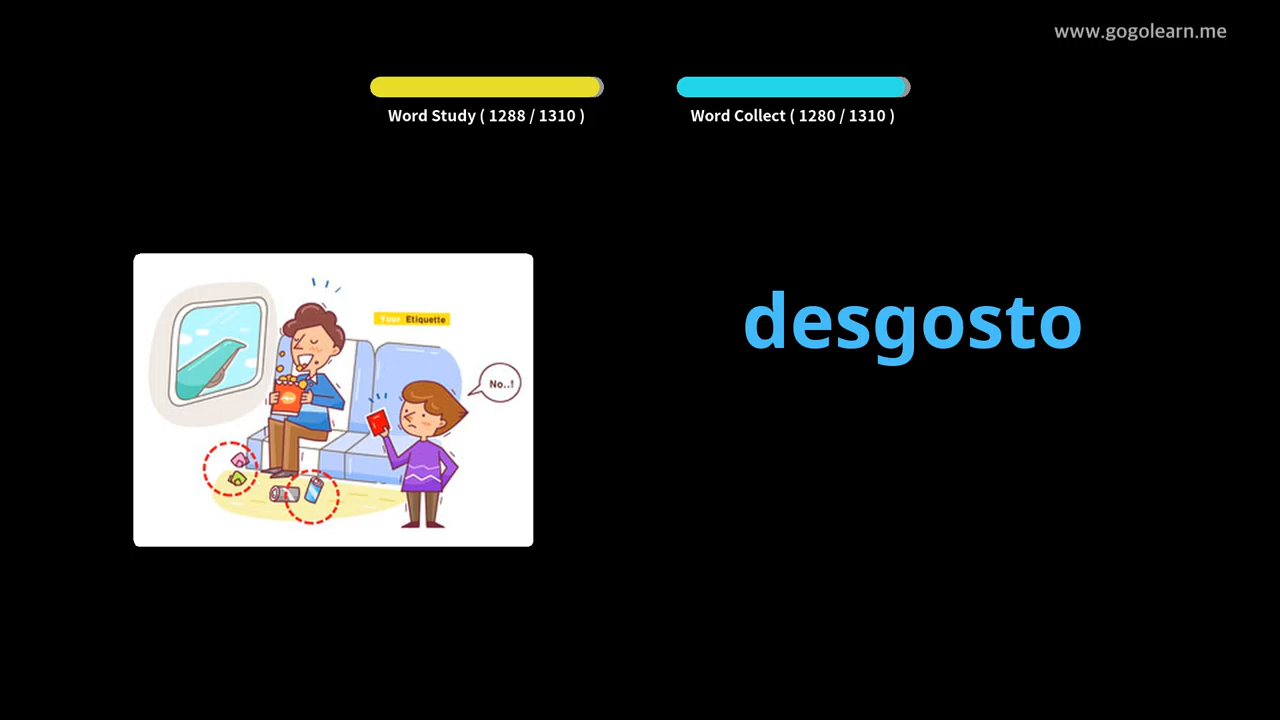 www.gogolearn.me
Word Study ( 1288 / 1310 )
Word Collect ( 1280 / 1310 )
desgosto
Your Etiquette
No..!